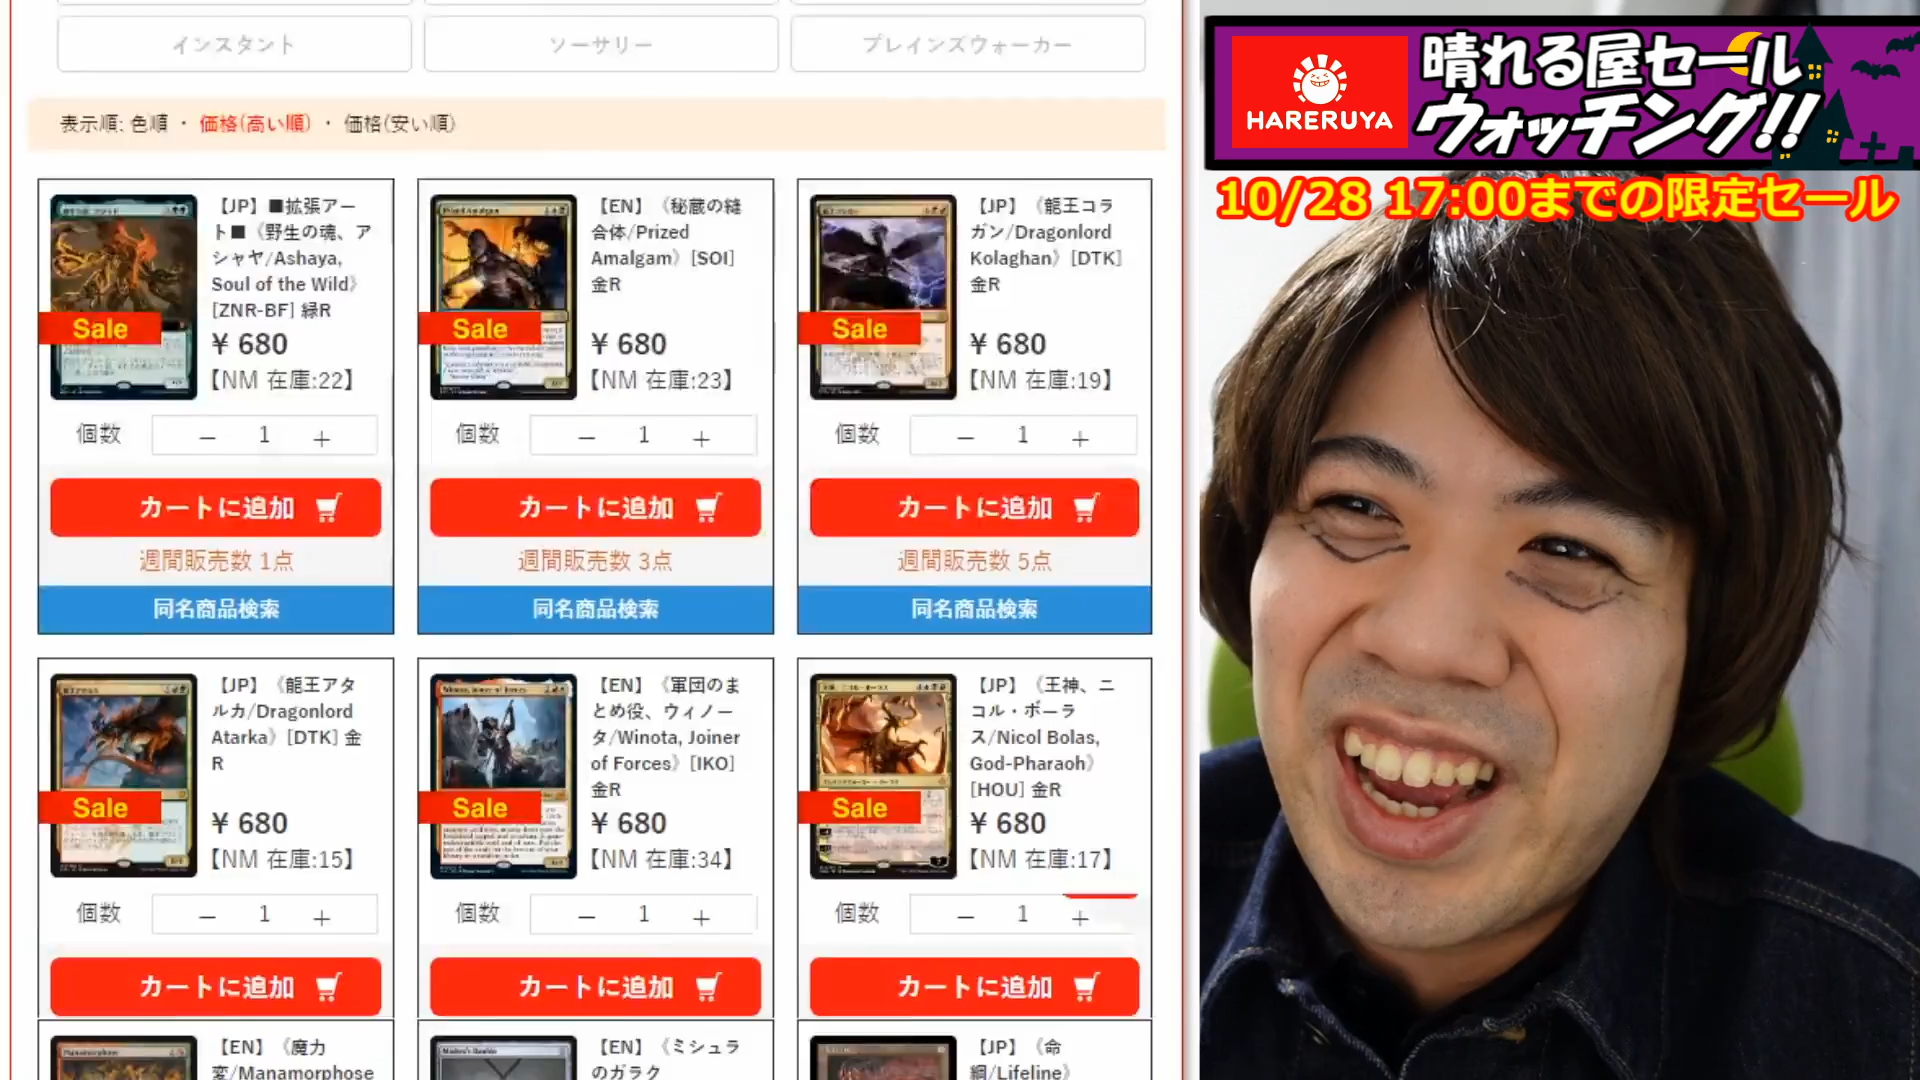 インスタント
ソーサリー
プレインズウォーカー
表示順: 色順 ・ 価格(高い順) ・ 価格(安い順)
【JP】■拡張アー
ト■《野生の魂、ア
シャヤ/Ashaya,
Soul of the Wild》
[ZNR-BF] 緑R
Sale
¥ 680
【NM 在庫:22】
個数
− 1 +
カートに追加
週間販売数 1点
同名商品検索
Prized Amalgam
【EN】《秘蔵の縫
合体/Prized
Amalgam》[SOI]
金R
Sale
¥ 680
【NM 在庫:23】
個数
− 1 +
カートに追加
週間販売数 3点
同名商品検索
【JP】《龍王コラ
ガン/Dragonlord
Kolaghan》[DTK]
金R
Sale
¥ 680
【NM 在庫:19】
個数
− 1 +
カートに追加
週間販売数 5点
同名商品検索
【JP】《龍王アタ
ルカ/Dragonlord
Atarka》[DTK] 金
R
Sale
¥ 680
【NM 在庫:15】
個数
− 1 +
カートに追加
Winota, Joiner of Forces
【EN】《軍団のま
とめ役、ウィノー
タ/Winota, Joiner
of Forces》[IKO]
金R
Sale
¥ 680
【NM 在庫:34】
個数
− 1 +
カートに追加
【JP】《王神、ニ
コル・ボーラ
ス/Nicol Bolas,
God-Pharaoh》
[HOU] 金R
Sale
¥ 680
【NM 在庫:17】
個数
− 1 +
カートに追加
Manamorphose
【EN】《魔力
変/Manamorphose
Mishra's Bauble
【EN】《ミシュラ
のガラク
【JP】《命
綱/Lifeline》
HARERUYA
晴れる屋セール
ウォッチング!!
10/28 17:00までの限定セール